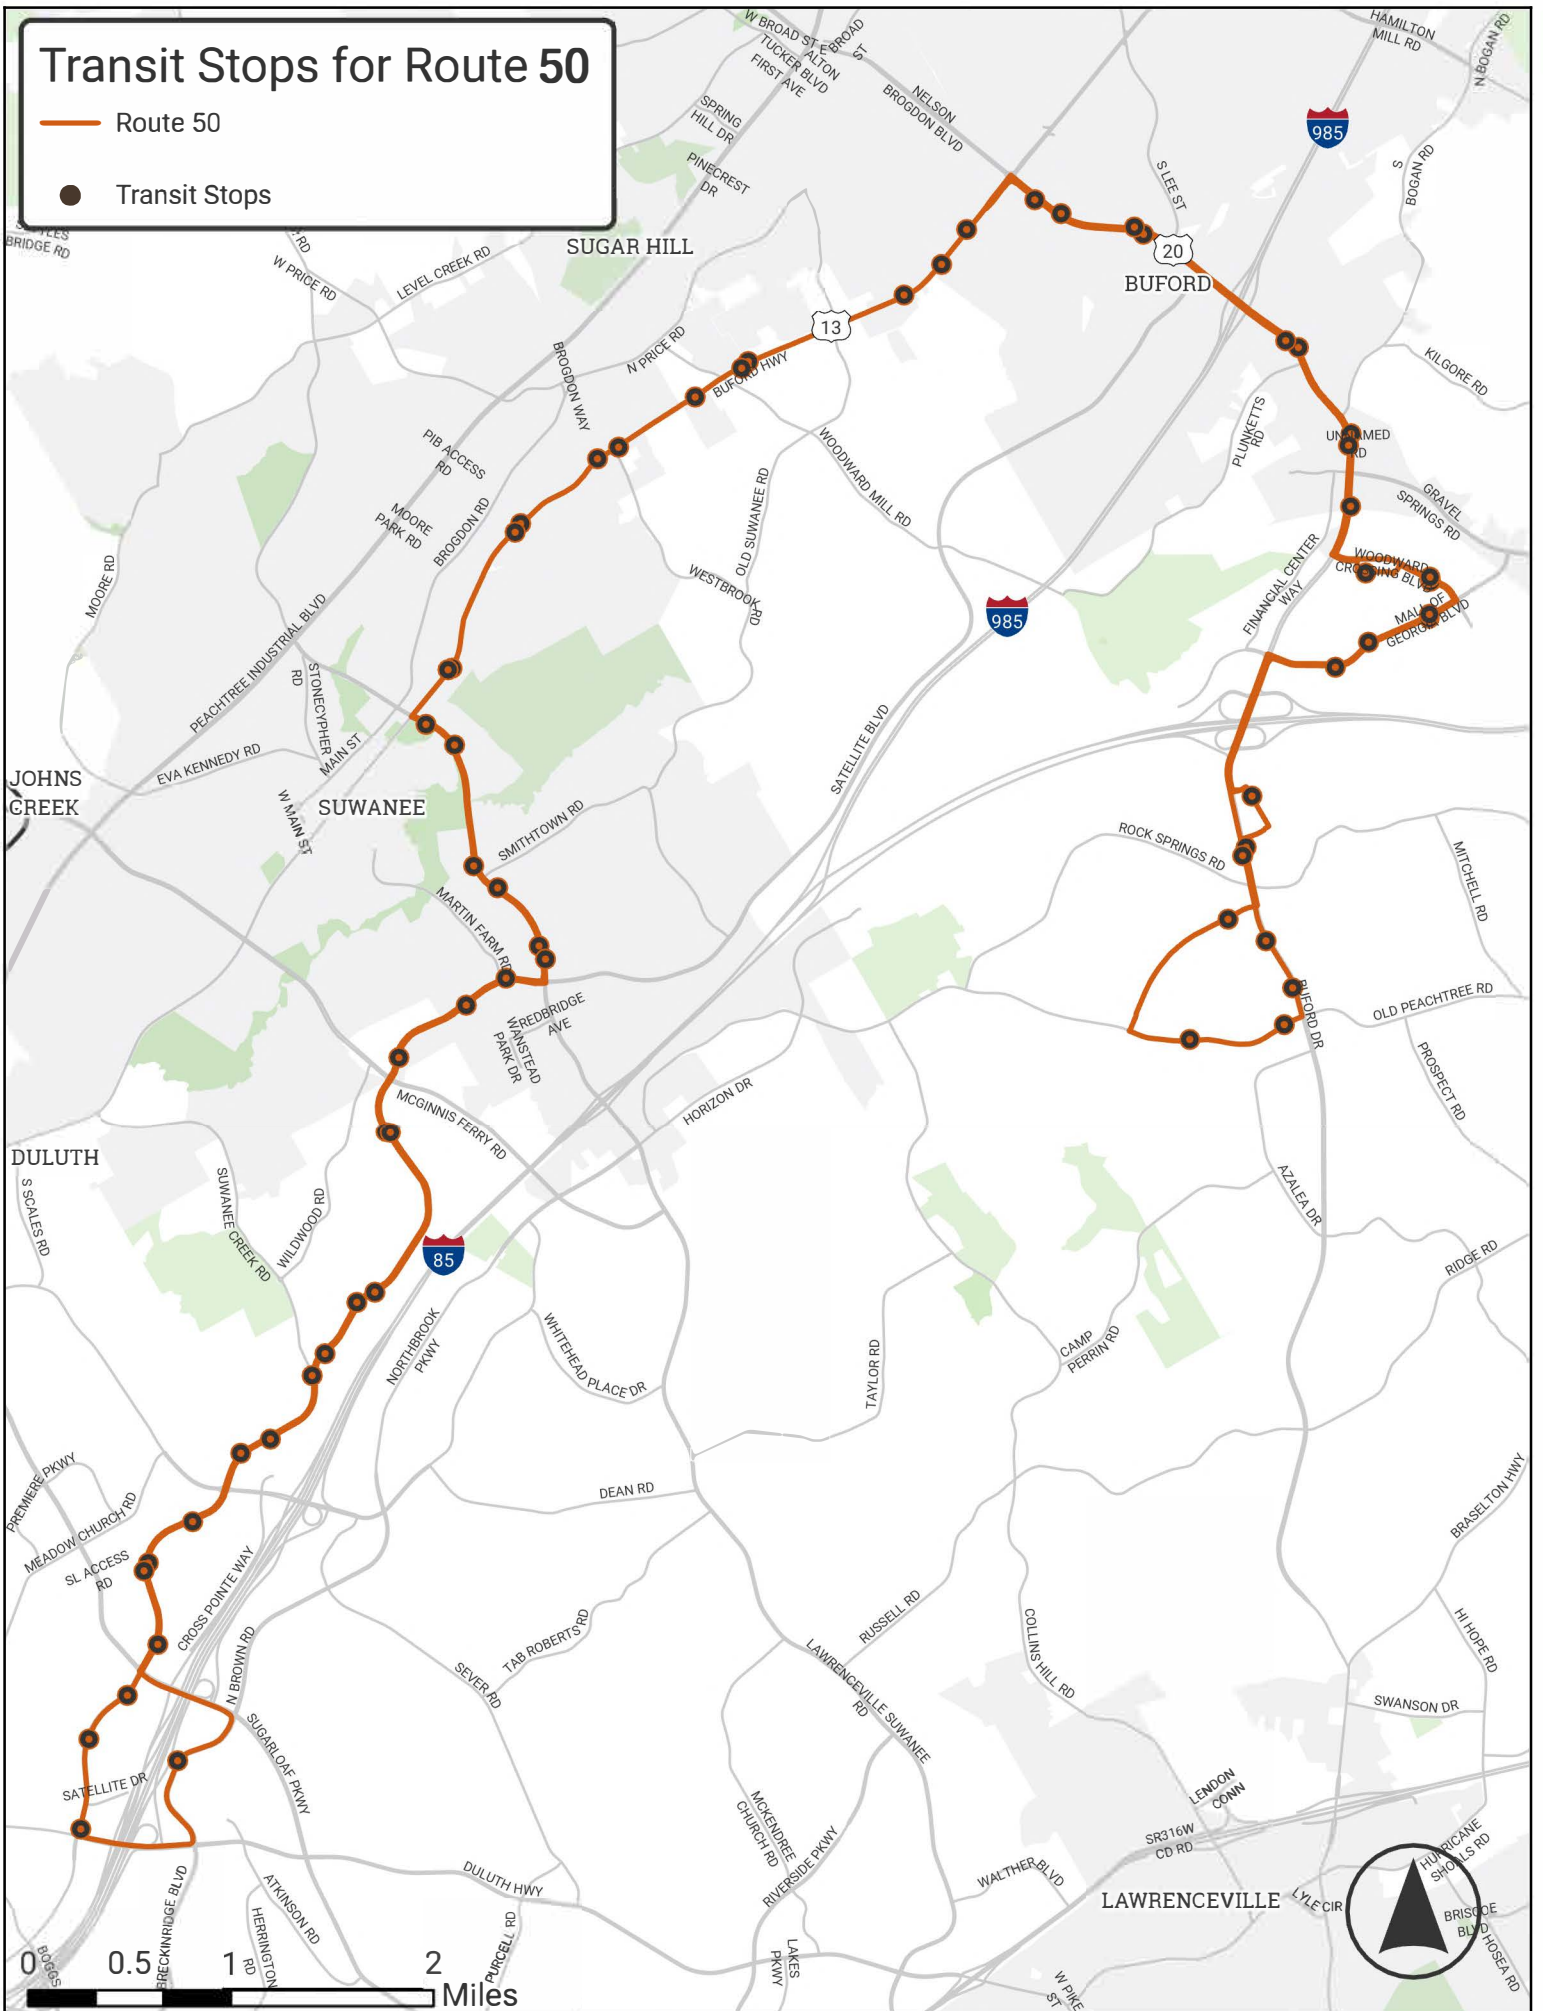 Transit Stops for Route 50
Route 50
Transit Stops
W BROAD ST
E BROAD
ST
ALTON
TUCKER BLVD
FIRST AVE
HAMILTON
MILL RD
N BOGAN RD
SPRING
HILL DR
NELSON
BROGDON BLVD
985
PINECREST
DR
S LEE ST
S
BOGAN RD
BRIDGE RD
RD
W PRICE RD
LEVEL CREEK RD
SUGAR HILL
20
BUFORD
13
N PRICE RD
BROGDON WAY
BUFORD HWY
KILGORE RD
PLUNKETTS
RD
UNNAMED
RD
PIB ACCESS
RD
WOODWARD MILL RD
OLD SUWANEE RD
GRAVEL
SPRINGS RD
MOORE
PARK RD
BROGDON RD
MOORE RD
WESTBROOK
RD
FINANCIAL CENTER
WAY
WOODWARD
CROSSING BLVD
MALL OF
GEORGIA BLVD
985
PEACHTREE INDUSTRIAL BLVD
STONECYPHER
RD
MAIN ST
EVA KENNEDY RD
SATELLITE BLVD
JOHNS
CREEK
SUWANEE
W MAIN ST
SMITHTOWN RD
ROCK SPRINGS RD
MITCHELL RD
MARTIN FARM RD
REDBRIDGE
AVE
WANSTEAD
PARK DR
BUFORD DR
OLD PEACHTREE RD
PROSPECT RD
MCGINNIS FERRY RD
HORIZON DR
DULUTH
S SCALES RD
SUWANEE CREEK RD
WILDWOOD RD
85
AZALEA DR
RIDGE RD
NORTHBROOK
PKWY
WHITEHEAD PLACE DR
TAYLOR RD
CAMP
PERRIN RD
PREMIERE PKWY
MEADOW CHURCH RD
DEAN RD
BRASELTON HWY
SL ACCESS
RD
CROSS POINTE WAY
N BROWN RD
TAB ROBERTS RD
SEVER RD
RUSSELL RD
COLLINS HILL RD
HI HOPE RD
LAWRENCEVILLE SUWANEE
RD
SWANSON DR
SUGARLOAF PKWY
SATELLITE DR
MCKENDREE
CHURCH RD
LENDON
CONN
SR316W
CD RD
RIVERSIDE PKWY
HURRICANE
SHOALS RD
DULUTH HWY
WALTHER BLVD
LAWRENCEVILLE
LYLE CIR
BRISCOE
BLVD
HOSEA RD
BRECKINRIDGE BLVD
ATKINSON RD
HERRINGTON
RD
PURCELL RD
LAKES
PKWY
W PIKE
ST
BOGGS
0 0.5 1 2
Miles